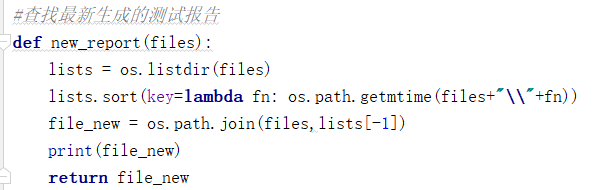 #查找最新生成的测试报告
def new_report(files):
    lists = os.listdir(files)
    lists.sort(key=lambda fn: os.path.getmtime(files+"\\"+fn))
    file_new = os.path.join(files,lists[-1])
    print(file_new)
    return file_new